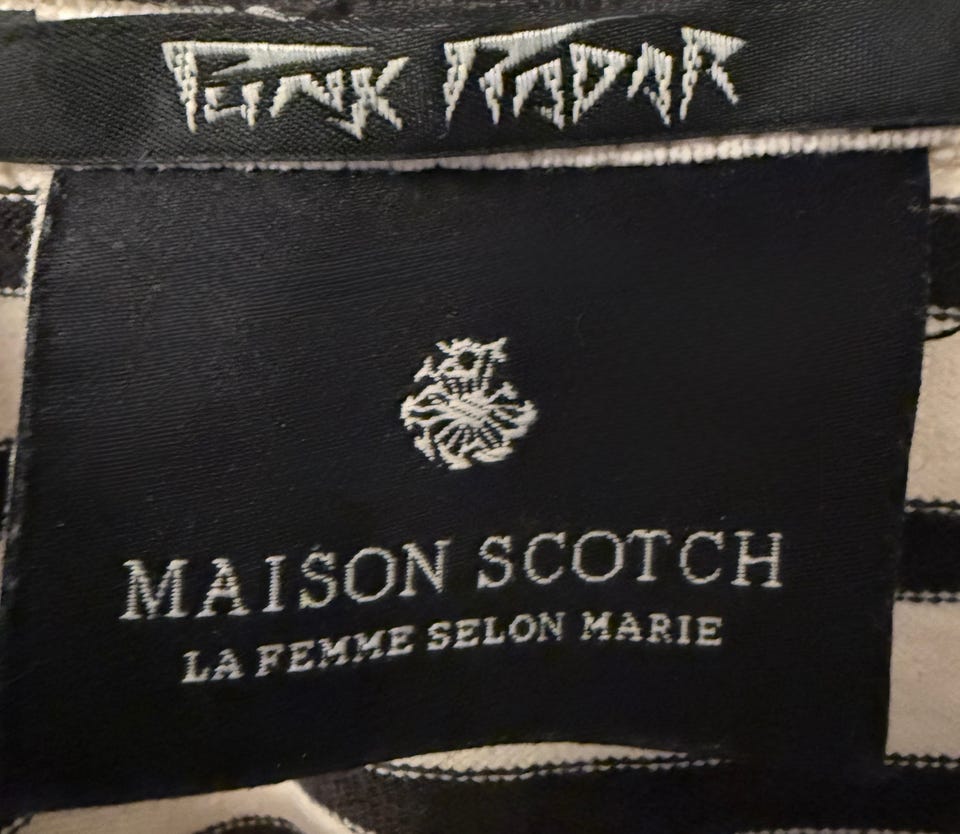 PUNK RADAR
MAISON SCOTCH
LA FEMME SELON MARIE